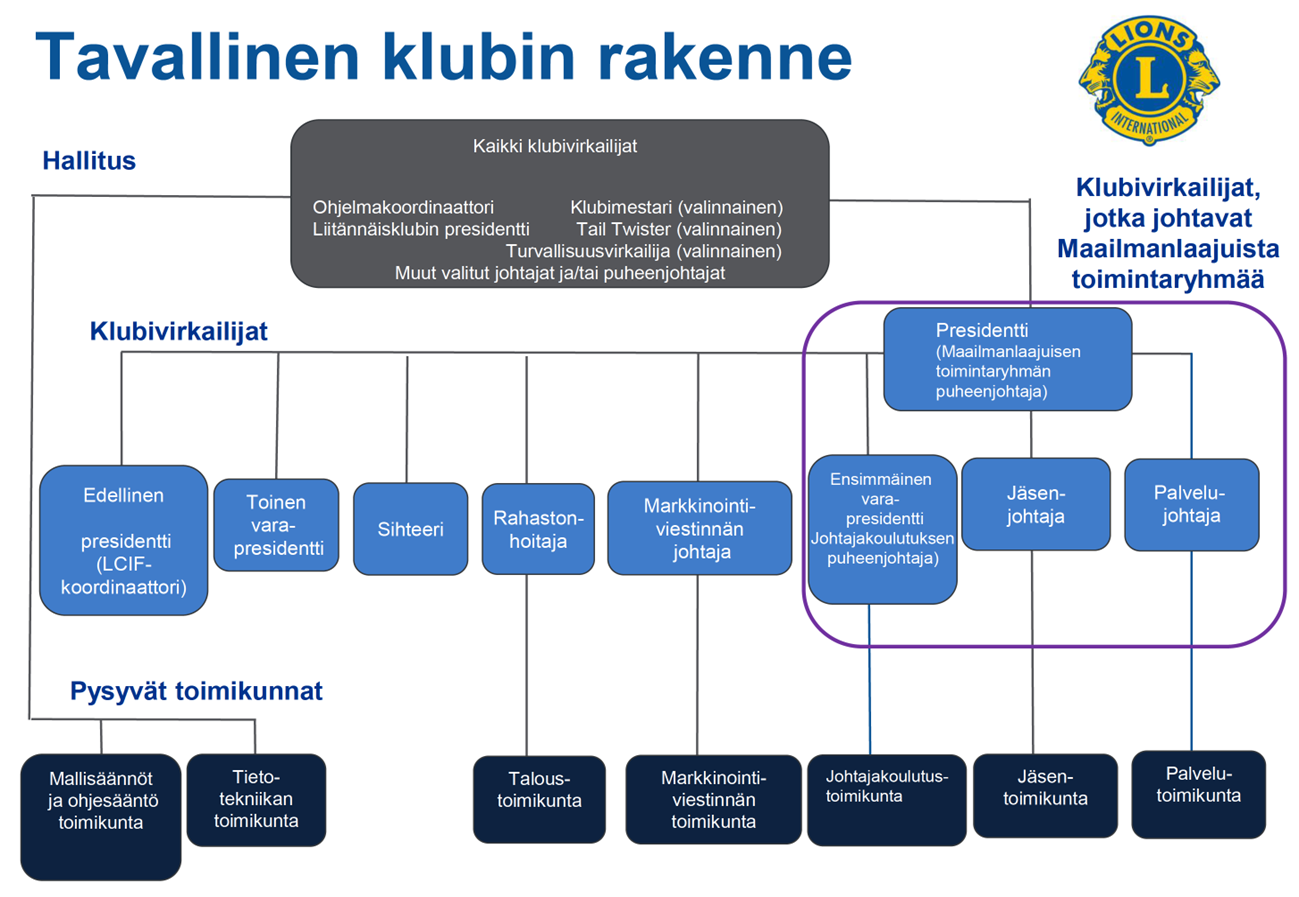 Tavallinen klubin rakenne
LIONS
L
INTERNATIONAL
®
Hallitus
Kaikki klubivirkailijat
Ohjelmakoordinaattori Klubimestari (valinnainen)
Liitännäisklubin presidentti Tail Twister (valinnainen)
Turvallisuusvirkailija (valinnainen)
Muut valitut johtajat ja/tai puheenjohtajat
Klubivirkailijat,
jotka johtavat
Maailmanlaajuista
toimintaryhmää
Klubivirkailijat
Presidentti
(Maailmanlaajuisen
toimintaryhmän
puheenjohtaja)
Edellinen
presidentti
(LCIF-
koordinaattori)
Toinen
vara-
presidentti
Sihteeri
Rahaston-
hoitaja
Markkinointi-
viestinnän
johtaja
Ensimmäinen
vara-
presidentti
Johtajakoulutuksen
puheenjohtaja)
Jäsen-
johtaja
Palvelu-
johtaja
Pysyvät toimikunnat
Mallisäännöt
ja ohjesääntö
toimikunta
Tieto-
tekniikan
toimikunta
Talous-
toimikunta
Markkinointi-
viestinnän
toimikunta
Johtajakoulutus-
toimikunta
Jäsen-
toimikunta
Palvelu-
toimikunta